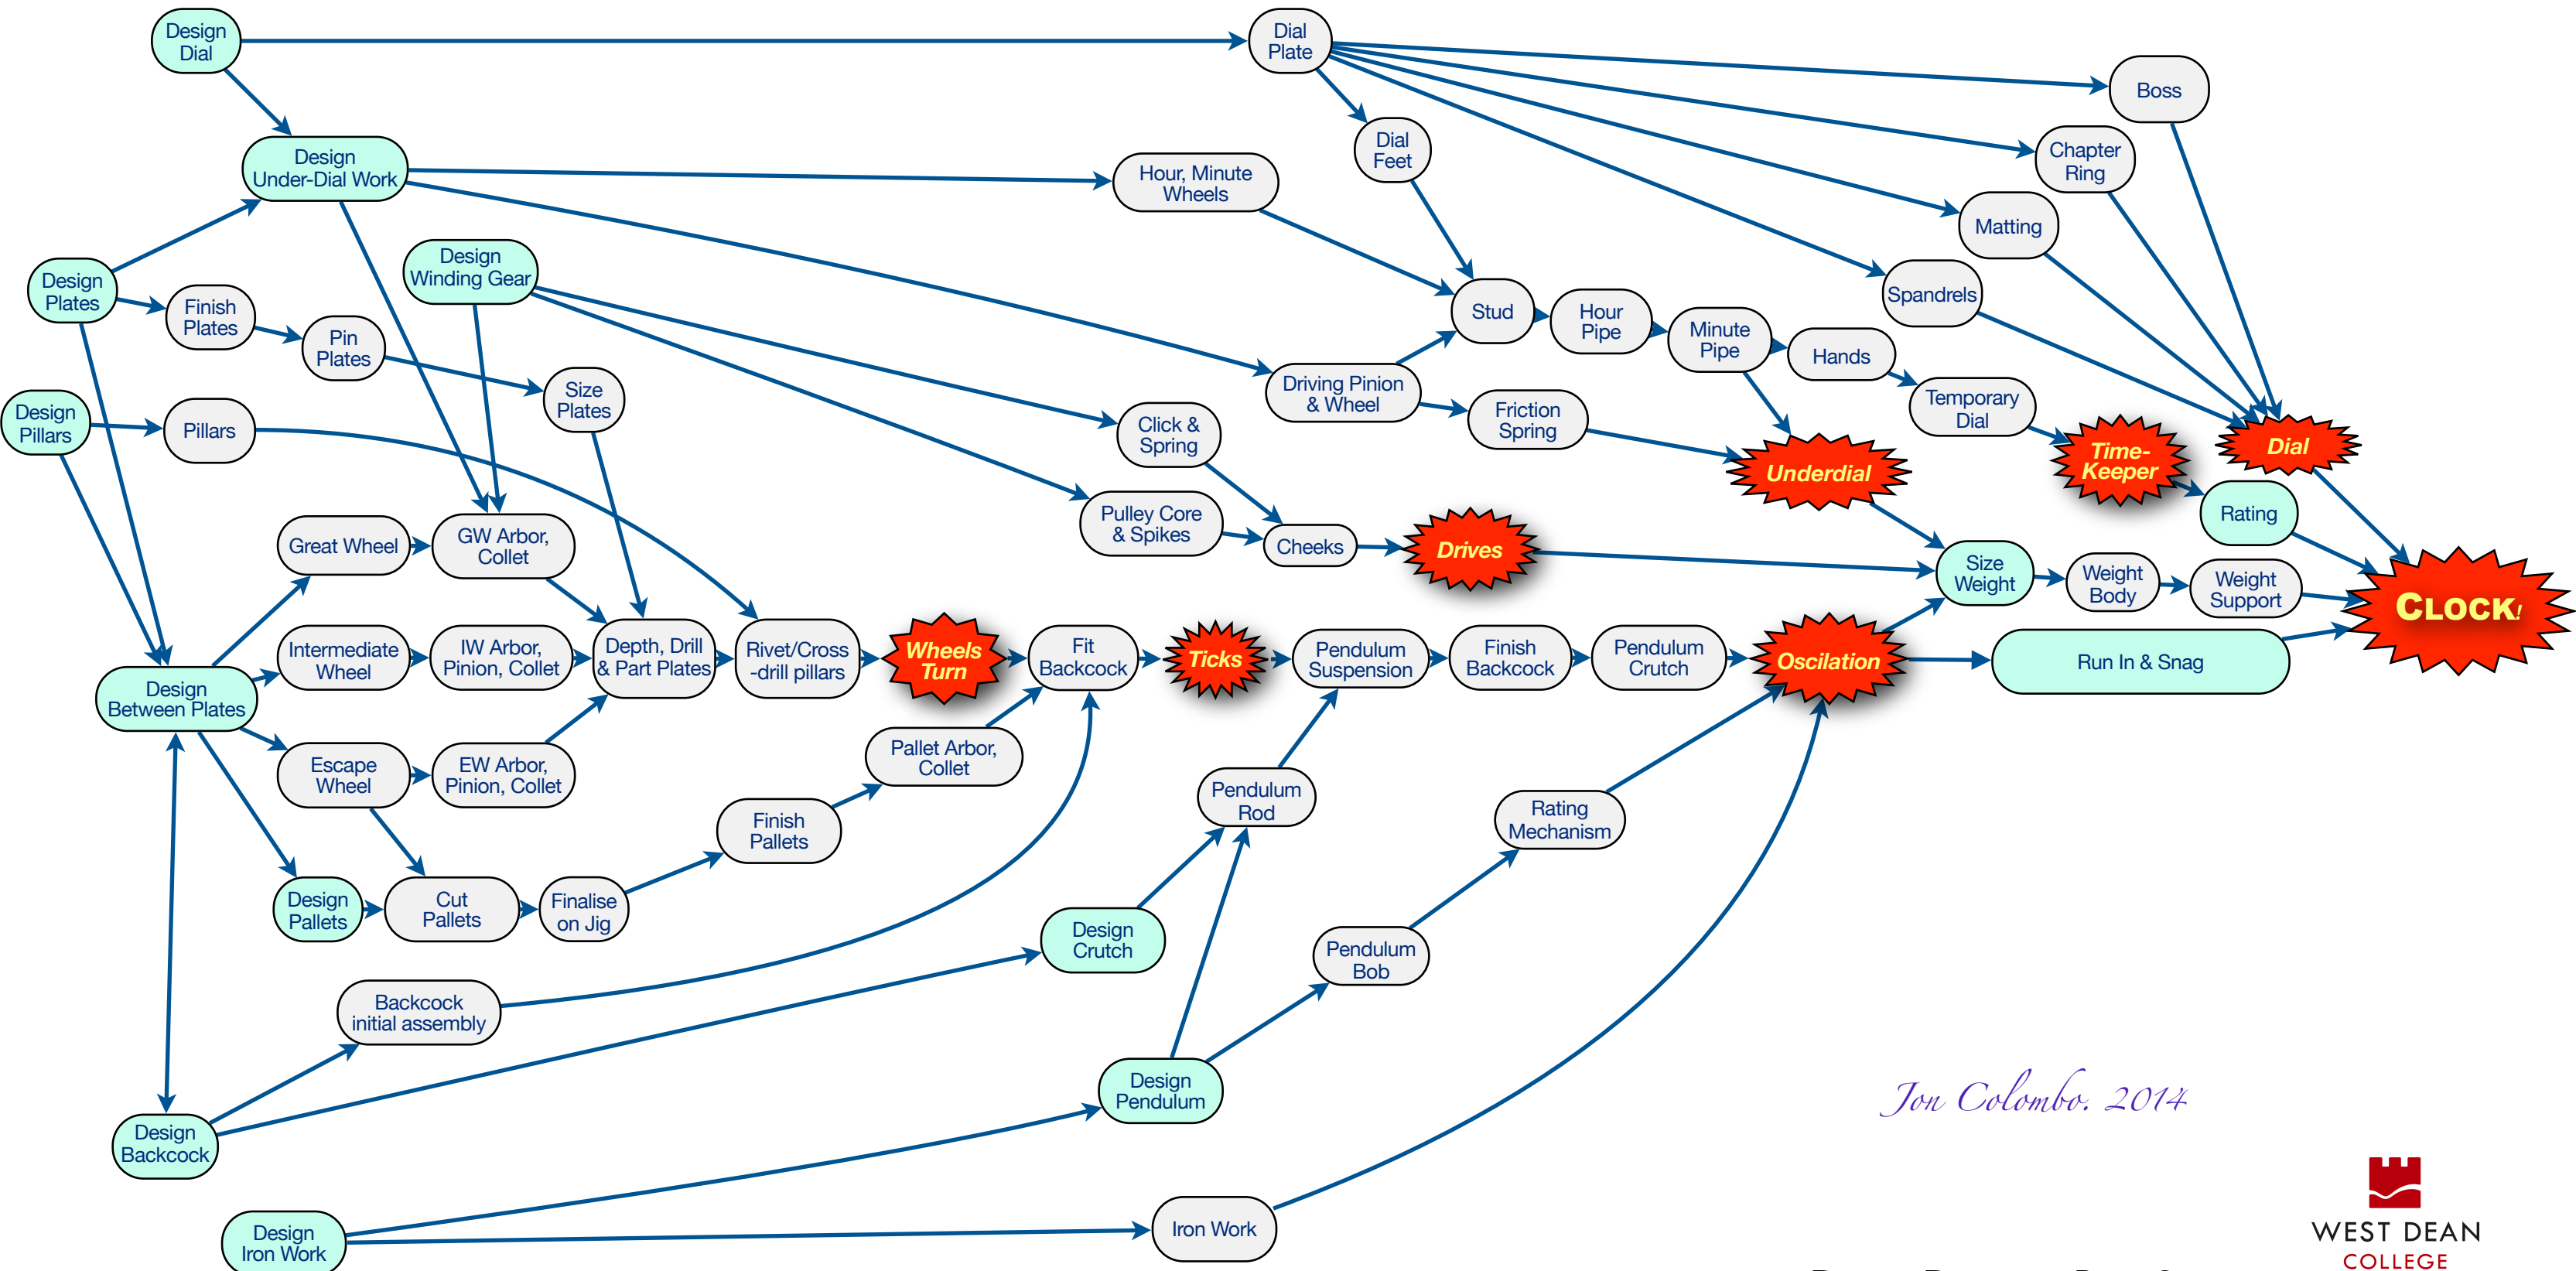 Design
Dial
Dial
Plate
Boss
Design
Under-Dial Work
Dial
Feet
Chapter
Ring
Hour, Minute
Wheels
Matting
Design
Winding Gear
Design
Plates
Finish
Plates
Pin
Plates
Spandrels
Stud
Hour
Pipe
Minute
Pipe
Hands
Size
Plates
Driving Pinion
& Wheel
Friction
Spring
Temporary
Dial
Design
Pillars
Pillars
Click &
Spring
Underdial
Time-
Keeper
Dial
Rating
Great Wheel
GW Arbor,
Collet
Pulley Core
& Spikes
Cheeks
Drives
Size
Weight
Weight
Body
Weight
Support
CLOCK!
Intermediate
Wheel
IW Arbor,
Pinion, Collet
Depth, Drill
& Part Plates
Rivet/Cross
-drill pillars
Wheels
Turn
Fit
Backcock
Ticks
Pendulum
Suspension
Finish
Backcock
Pendulum
Crutch
Oscilation
Run In & Snag
Design
Between Plates
Escape
Wheel
EW Arbor,
Pinion, Collet
Pallet Arbor,
Collet
Pendulum
Rod
Rating
Mechanism
Finish
Pallets
Design
Pallets
Cut
Pallets
Finalise
on Jig
Design
Crutch
Pendulum
Bob
Backcock
initial assembly
Design
Pendulum
Design
Backcock
Jon Colombo. 2014
Design
Iron Work
Iron Work
WEST DEAN
COLLEGE